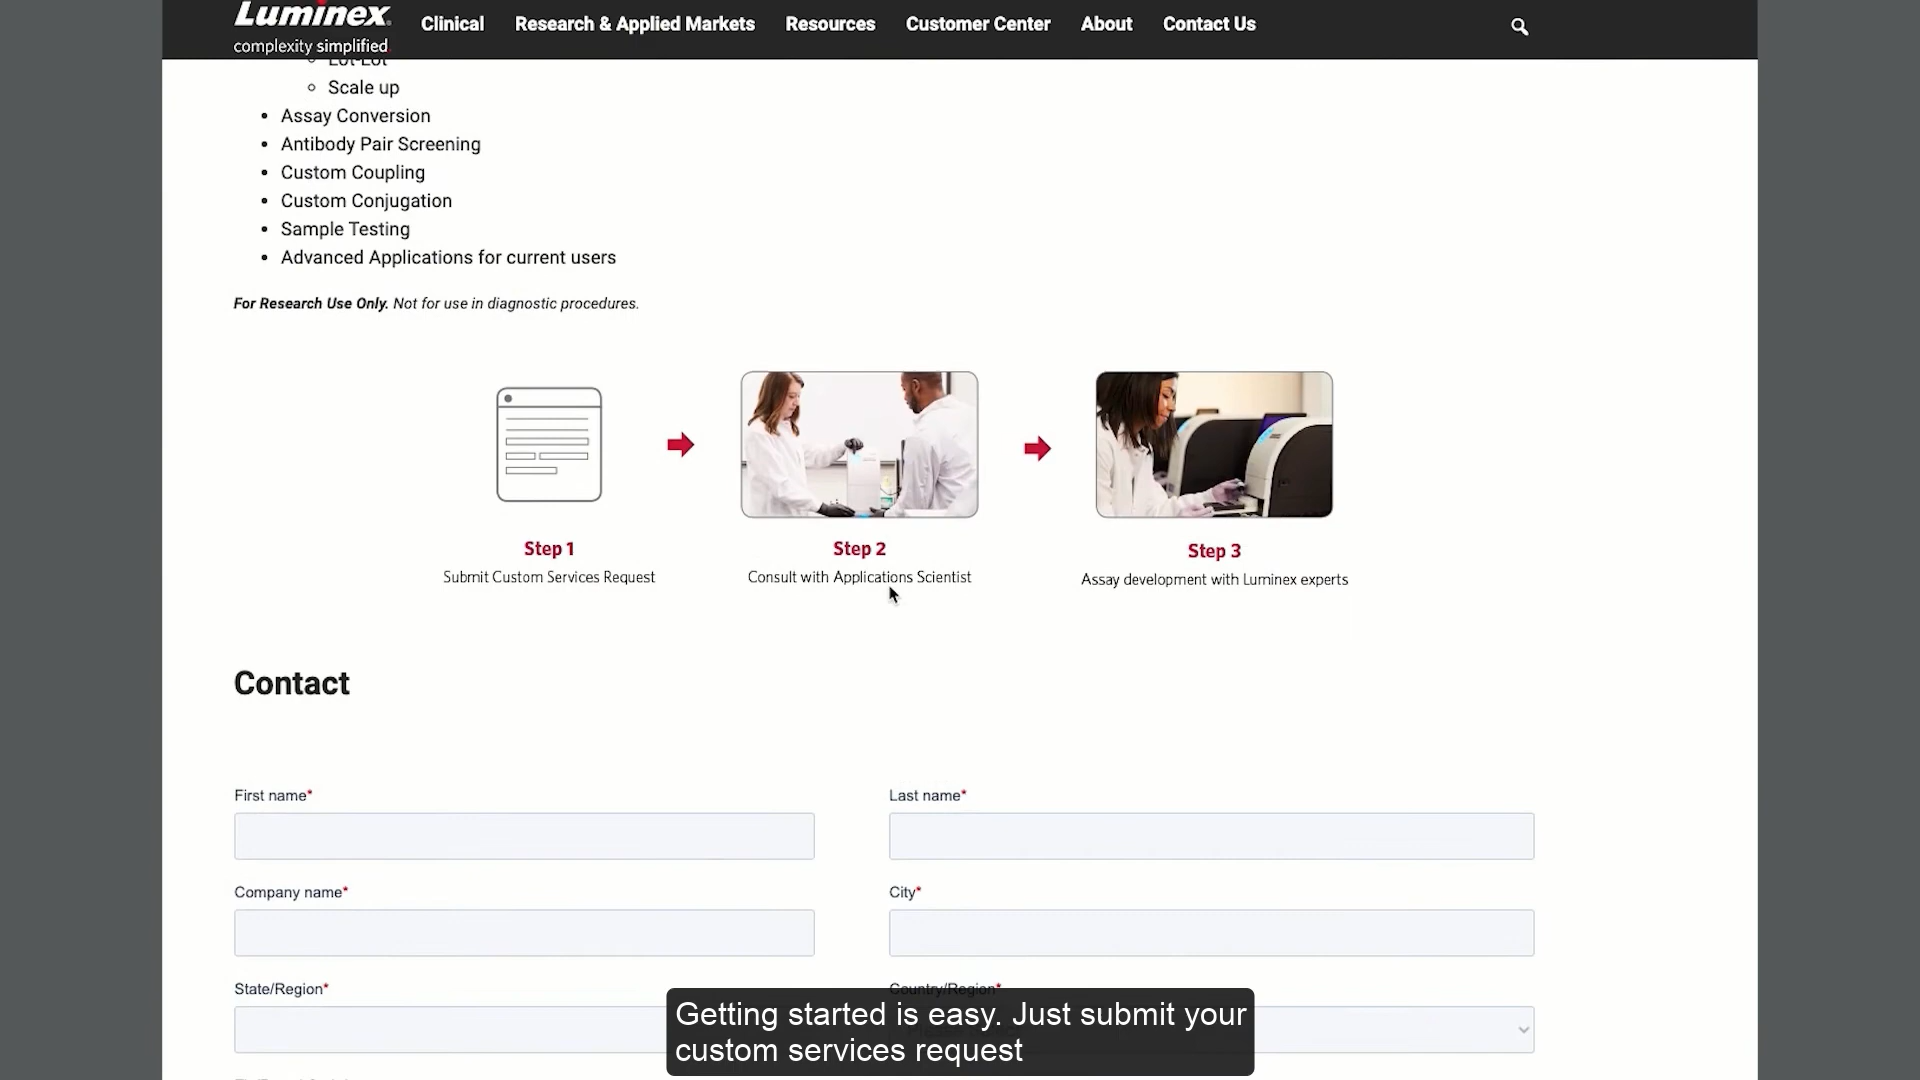 Luminex
complexity simplified.
Clinical
Research & Applied Markets
Resources
Customer Center
About
Contact Us
Lot-Lot
Scale up
Assay Conversion
Antibody Pair Screening
Custom Coupling
Custom Conjugation
Sample Testing
Advanced Applications for current users
For Research Use Only. Not for use in diagnostic procedures.
Step 1
Submit Custom Services Request
Step 2
Consult with Applications Scientist
Step 3
Assay development with Luminex experts
Contact
First name*
Last name*
Company name*
City*
State/Region*
Country/Region*
Getting started is easy. Just submit your
custom services request